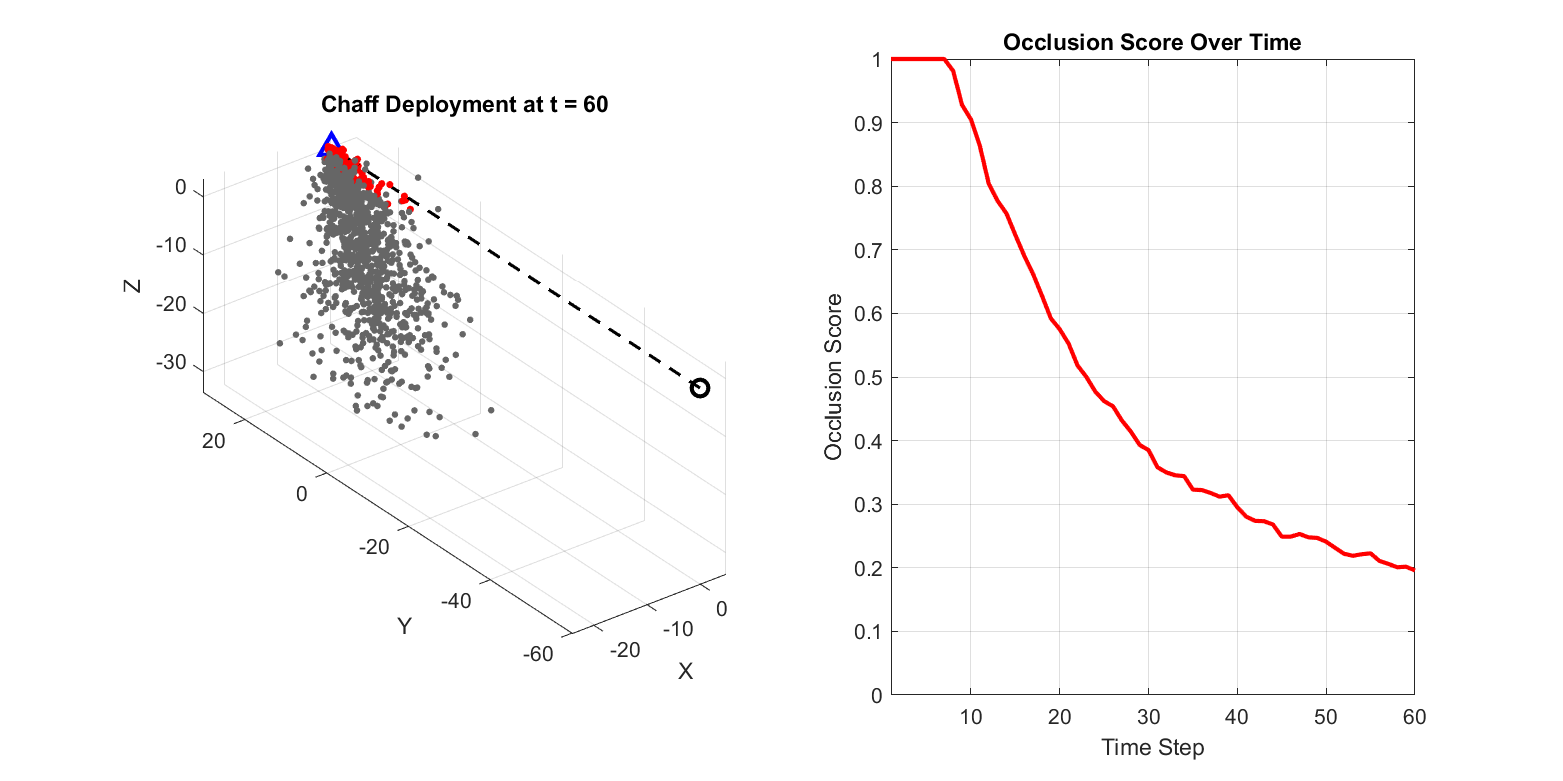 Chaff Deployment at t = 60
Z
0
-10
-20
-30
20
0
-20
-40
-60
Y
-20
-10
0
X
Occlusion Score Over Time
Occlusion Score
1
0.9
0.8
0.7
0.6
0.5
0.4
0.3
0.2
0.1
0
10 20 30 40 50 60
Time Step